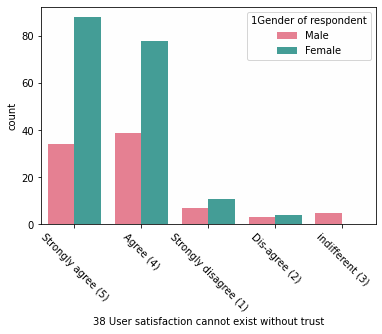 1Gender of respondent
Male
Female
80
60
40
20
0
count
Strongly agree (5)
Agree (4)
Strongly disagree (1)
Dis-agree (2)
Indifferent (3)
38 User satisfaction cannot exist without trust